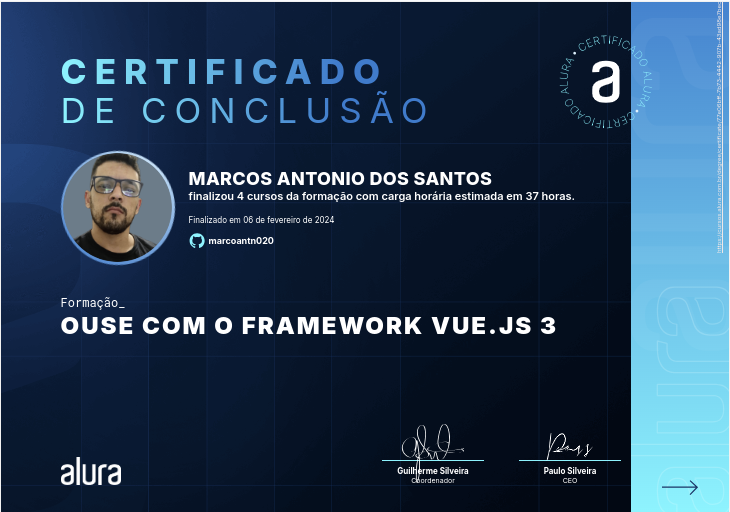 CERTIFICADO
DE CONCLUSÃO
CERTIFICADO ALURA • CERTIFICADO ALURA •
a
MARCOS ANTONIO DOS SANTOS
finalizou 4 cursos da formação com carga horária estimada em 37 horas.
Finalizado em 06 de fevereiro de 2024
marcoantn020
Formação_
OUSE COM O FRAMEWORK VUE.JS 3
alura
Guilherme Silveira
Coordenador
Paulo Silveira
CEO
alura